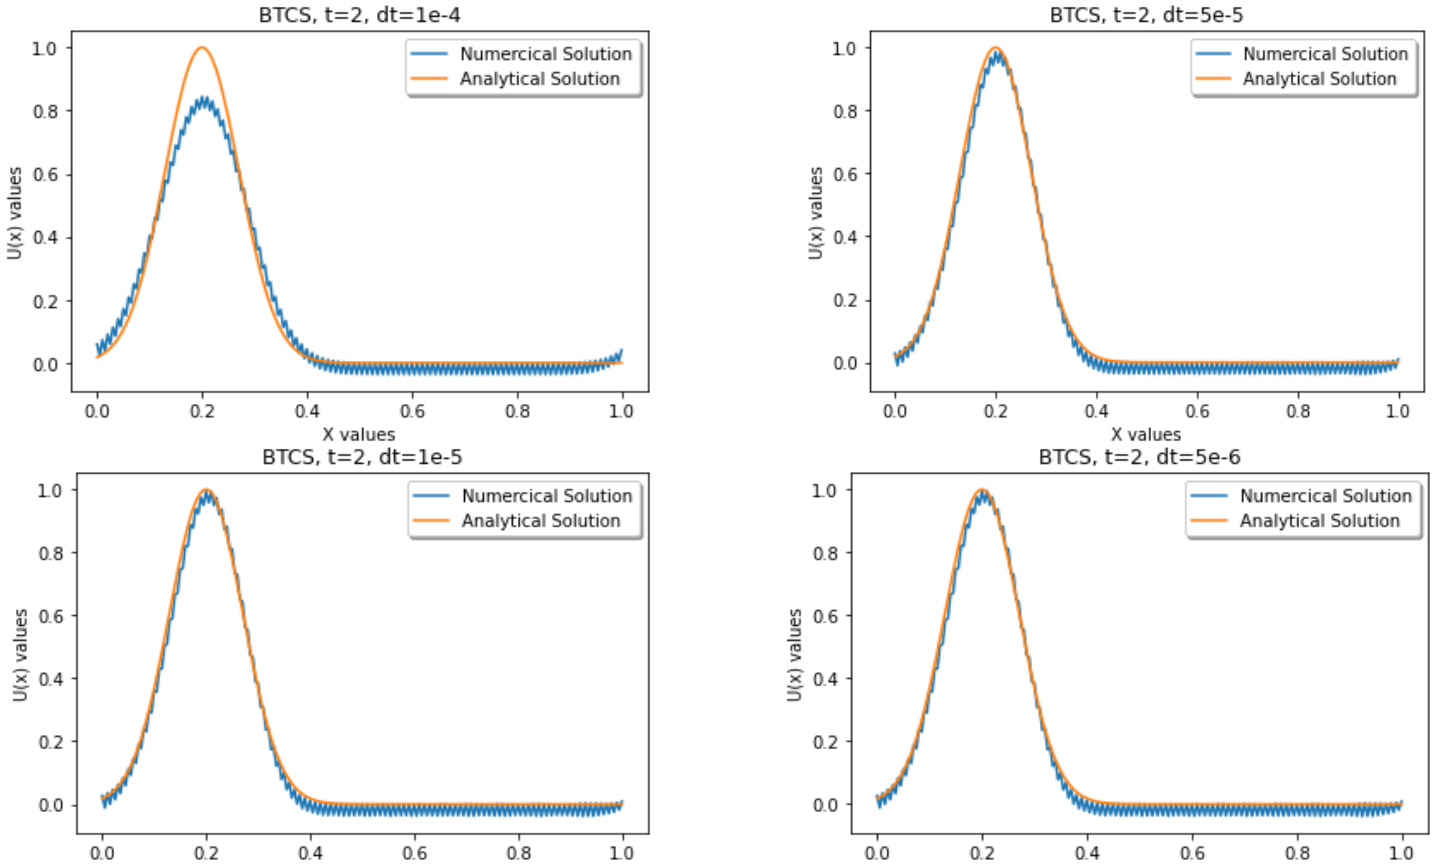 BTCS, t=2, dt=1e-4
Numercical Solution
Analytical Solution
1.0
0.8
0.6
0.4
0.2
0.0
U(x) values
0.0 0.2 0.4 0.6 0.8 1.0
X values
BTCS, t=2, dt=5e-5
Numercical Solution
Analytical Solution
1.0
0.8
0.6
0.4
0.2
0.0
U(x) values
0.0 0.2 0.4 0.6 0.8 1.0
X values
BTCS, t=2, dt=1e-5
Numercical Solution
Analytical Solution
1.0
0.8
0.6
0.4
0.2
0.0
U(x) values
0.0 0.2 0.4 0.6 0.8 1.0
BTCS, t=2, dt=5e-6
Numercical Solution
Analytical Solution
1.0
0.8
0.6
0.4
0.2
0.0
U(x) values
0.0 0.2 0.4 0.6 0.8 1.0